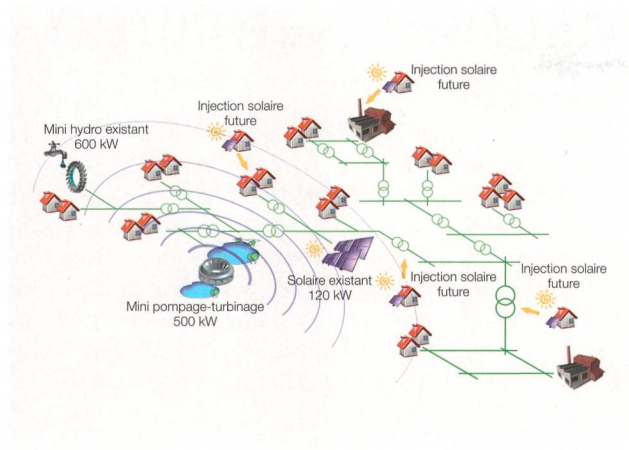 Injection solaire
future
Injection solaire
future
Mini hydro existant
600 kW
Solaire existant
120 kW
Injection solaire
future
Injection solaire
future
Mini pompage-turbinage
500 kW